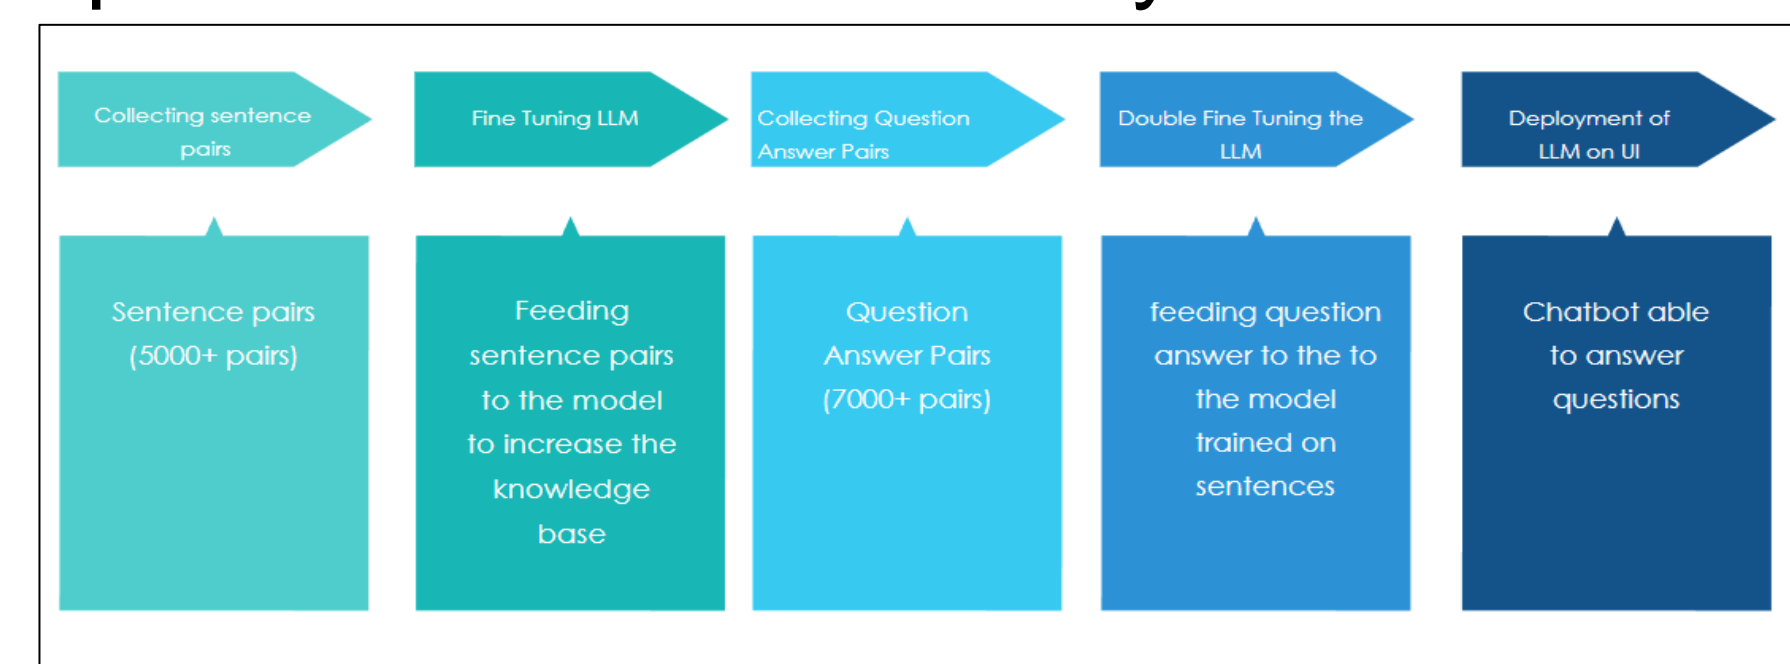 Collecting sentence
pairs
Fine Tuning LLM
Collecting Question
Answer Pairs
Double Fine Tuning the
LLM
Deployment of
LLM on UI
Sentence pairs
(5000+ pairs)
Feeding
sentence pairs
to the model
to increase the
knowledge
base
Question
Answer Pairs
(7000+ pairs)
feeding question
answer to the to
the model
trained on
sentences
Chatbot able
to answer
questions